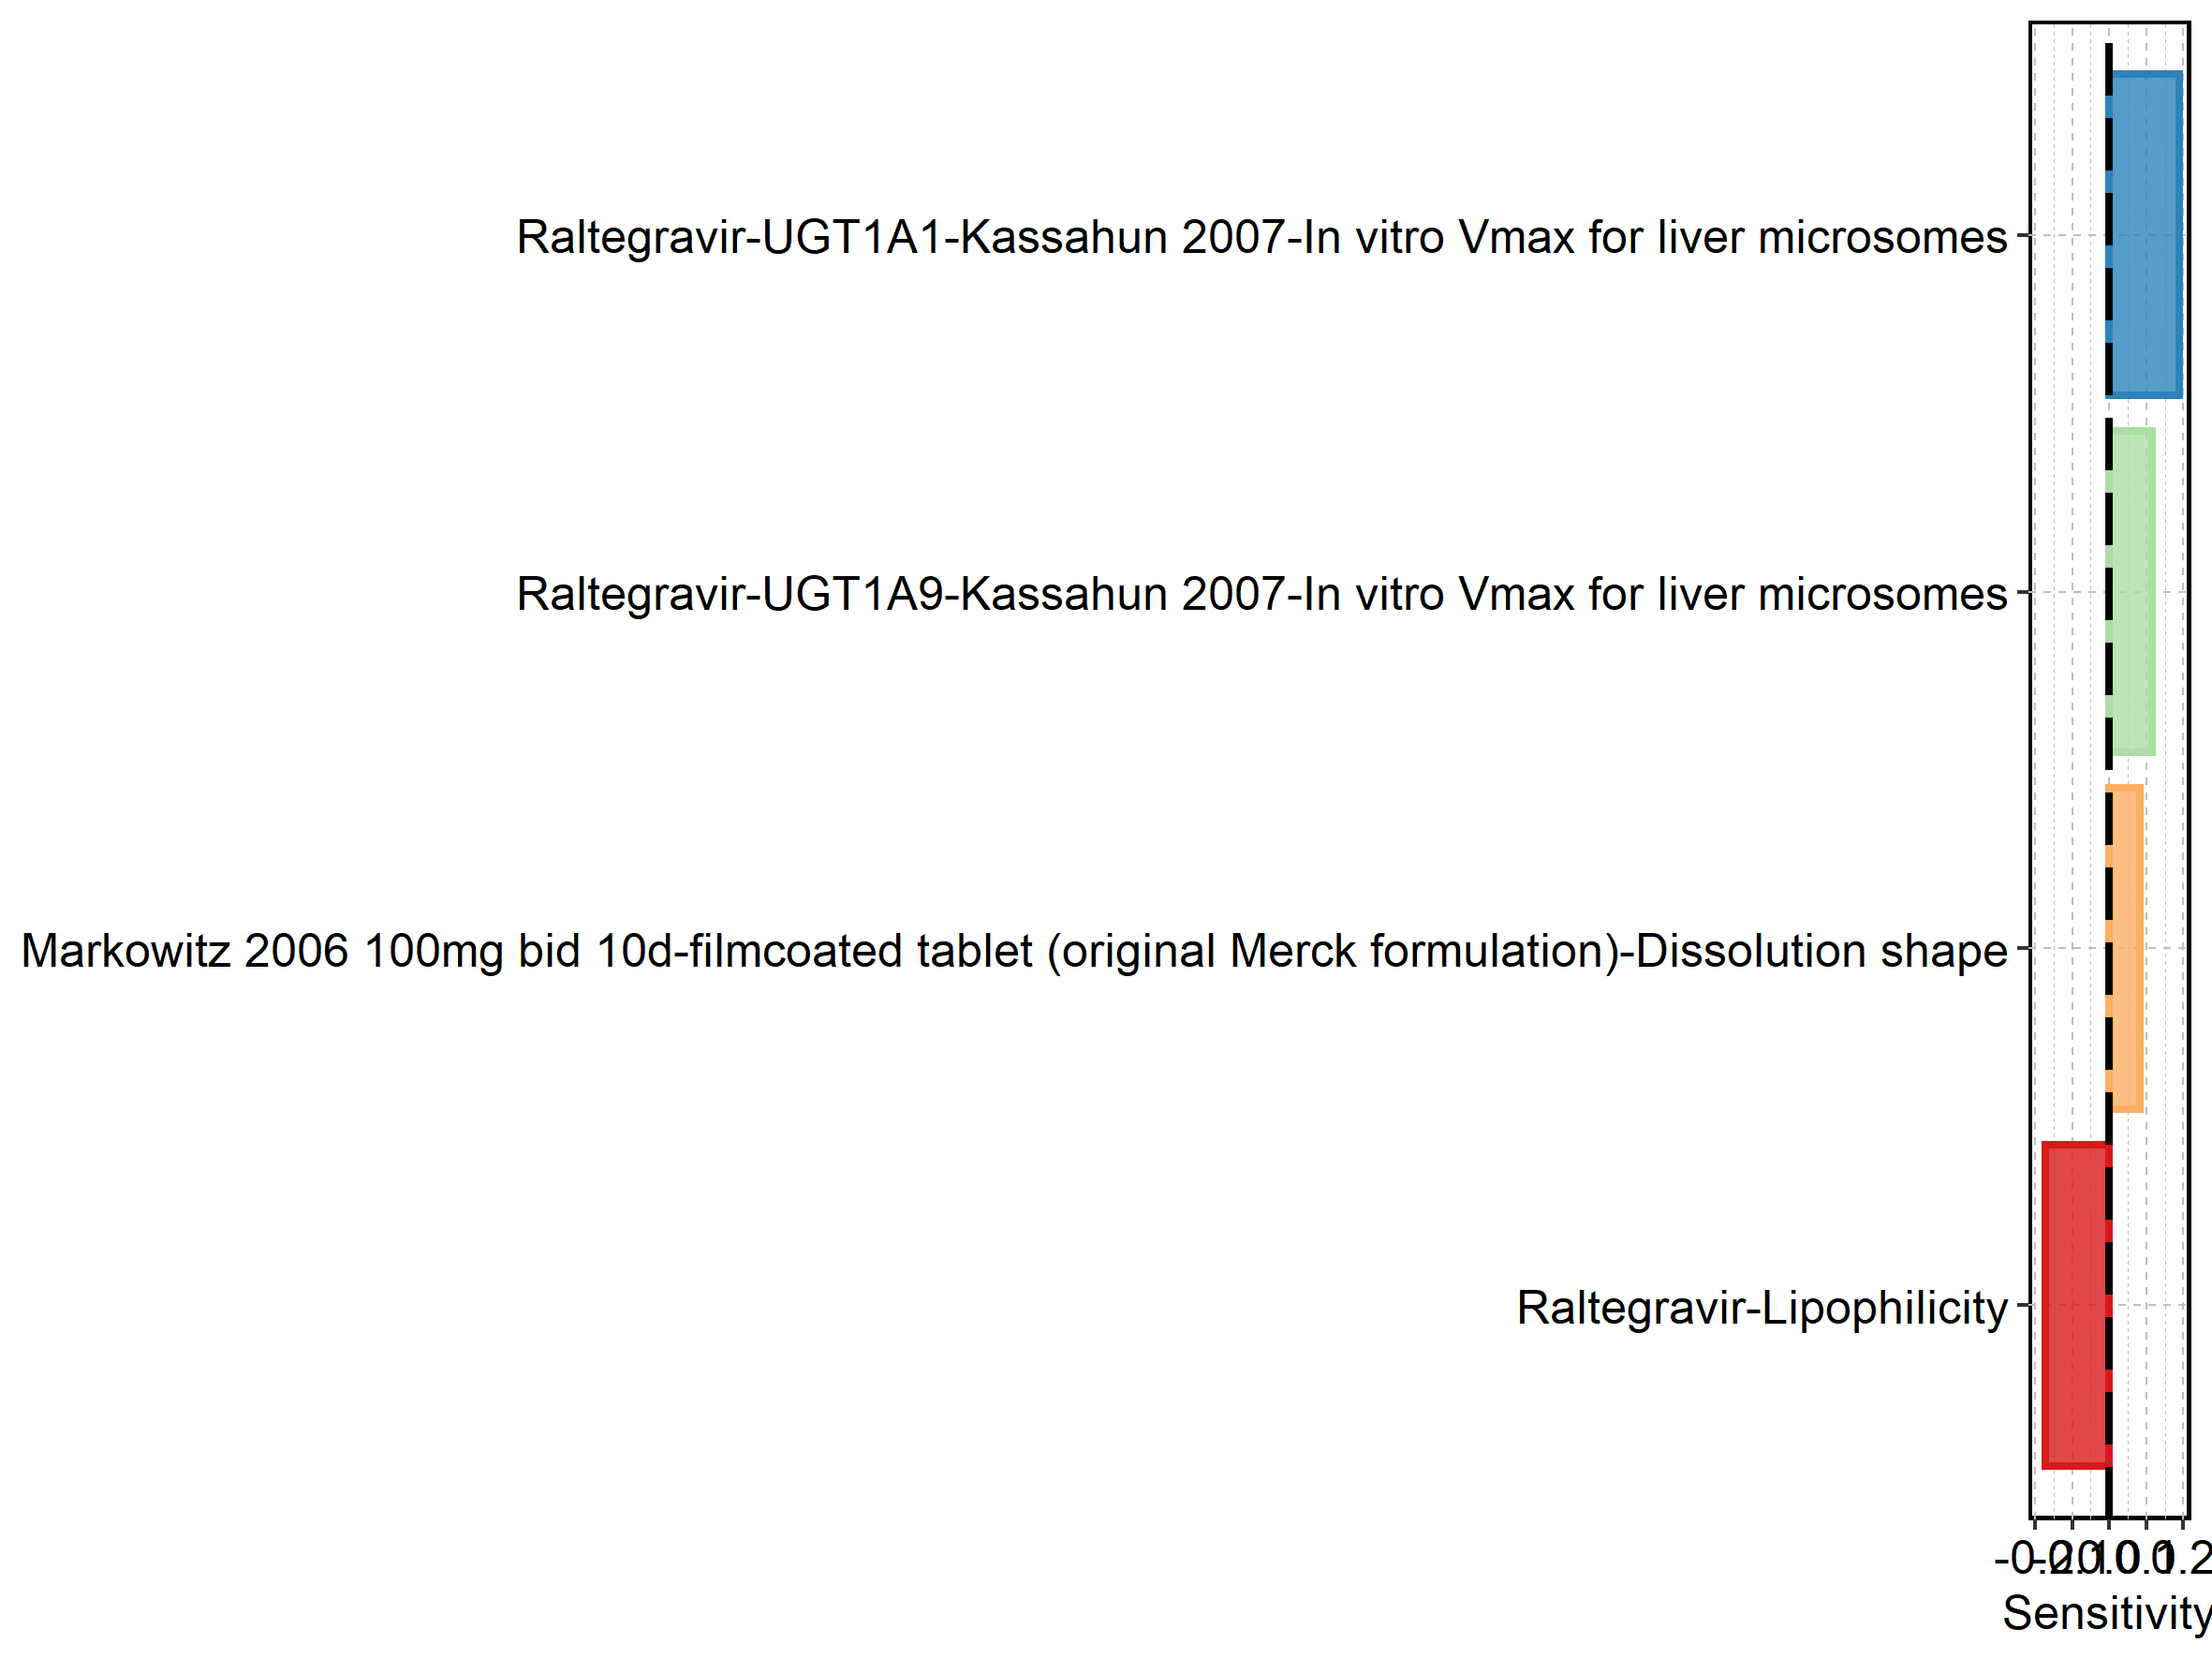 Raltegravir-UGT1A1-Kassahun 2007-In vitro Vmax for liver microsomes
Raltegravir-UGT1A9-Kassahun 2007-In vitro Vmax for liver microsomes
Markowitz 2006 100mg bid 10d-filmcoated tablet (original Merck formulation)-Dissolution shape
Raltegravir-Lipophilicity
-0.2 -0.1 0.0 0.1 0.2
Sensitivity